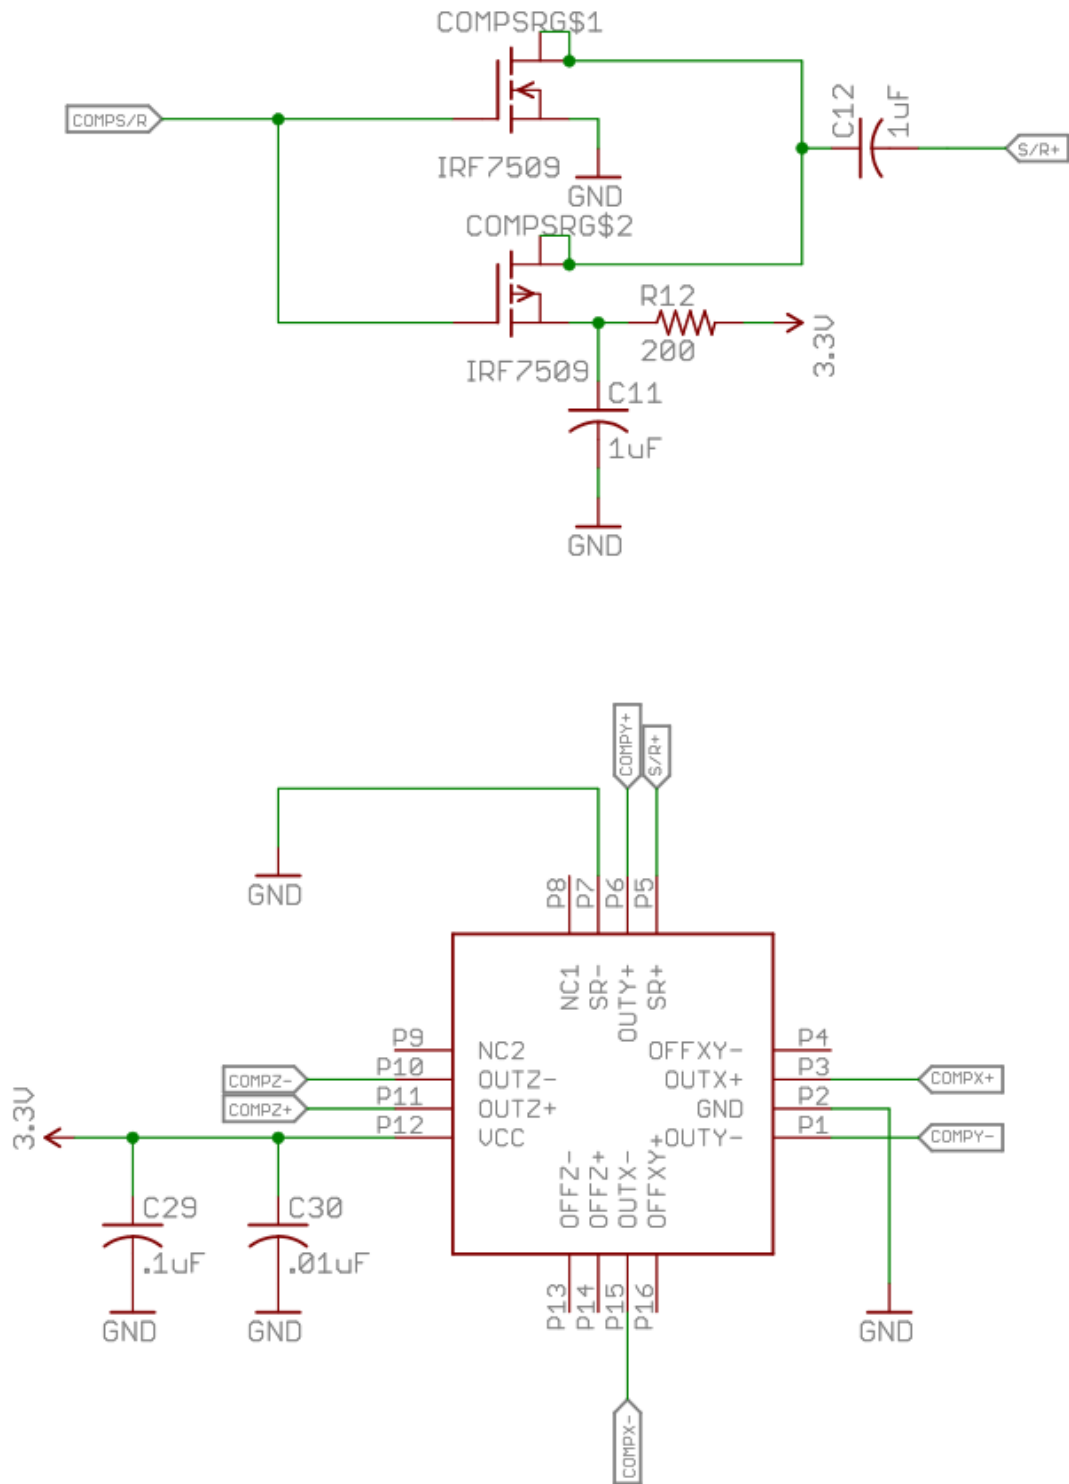 COMPSRG$1
COMPS/R
C12
1uF
S/R+
IRF7509
GND
COMPSRG$2
R12
200
3.3V
IRF7509
C11
1uF
GND
COMPY+
S/R+
GND
P8
P7
P6
P5
NC1
SR-
OUTY+
SR+
P9
NC2
OFFXY-
P4
COMPZ-
P10
OUTZ-
OUTX+
P3
COMPX+
COMPZ+
P11
OUTZ+
GND
P2
3.3V
P12
VCC
OUTY-
P1
COMPY-
OFFZ-
OFFZ+
OUTX-
OFFXY+
C29
.1uF
C30
.01uF
GND
GND
P13
P14
P15
P16
GND
COMPX-